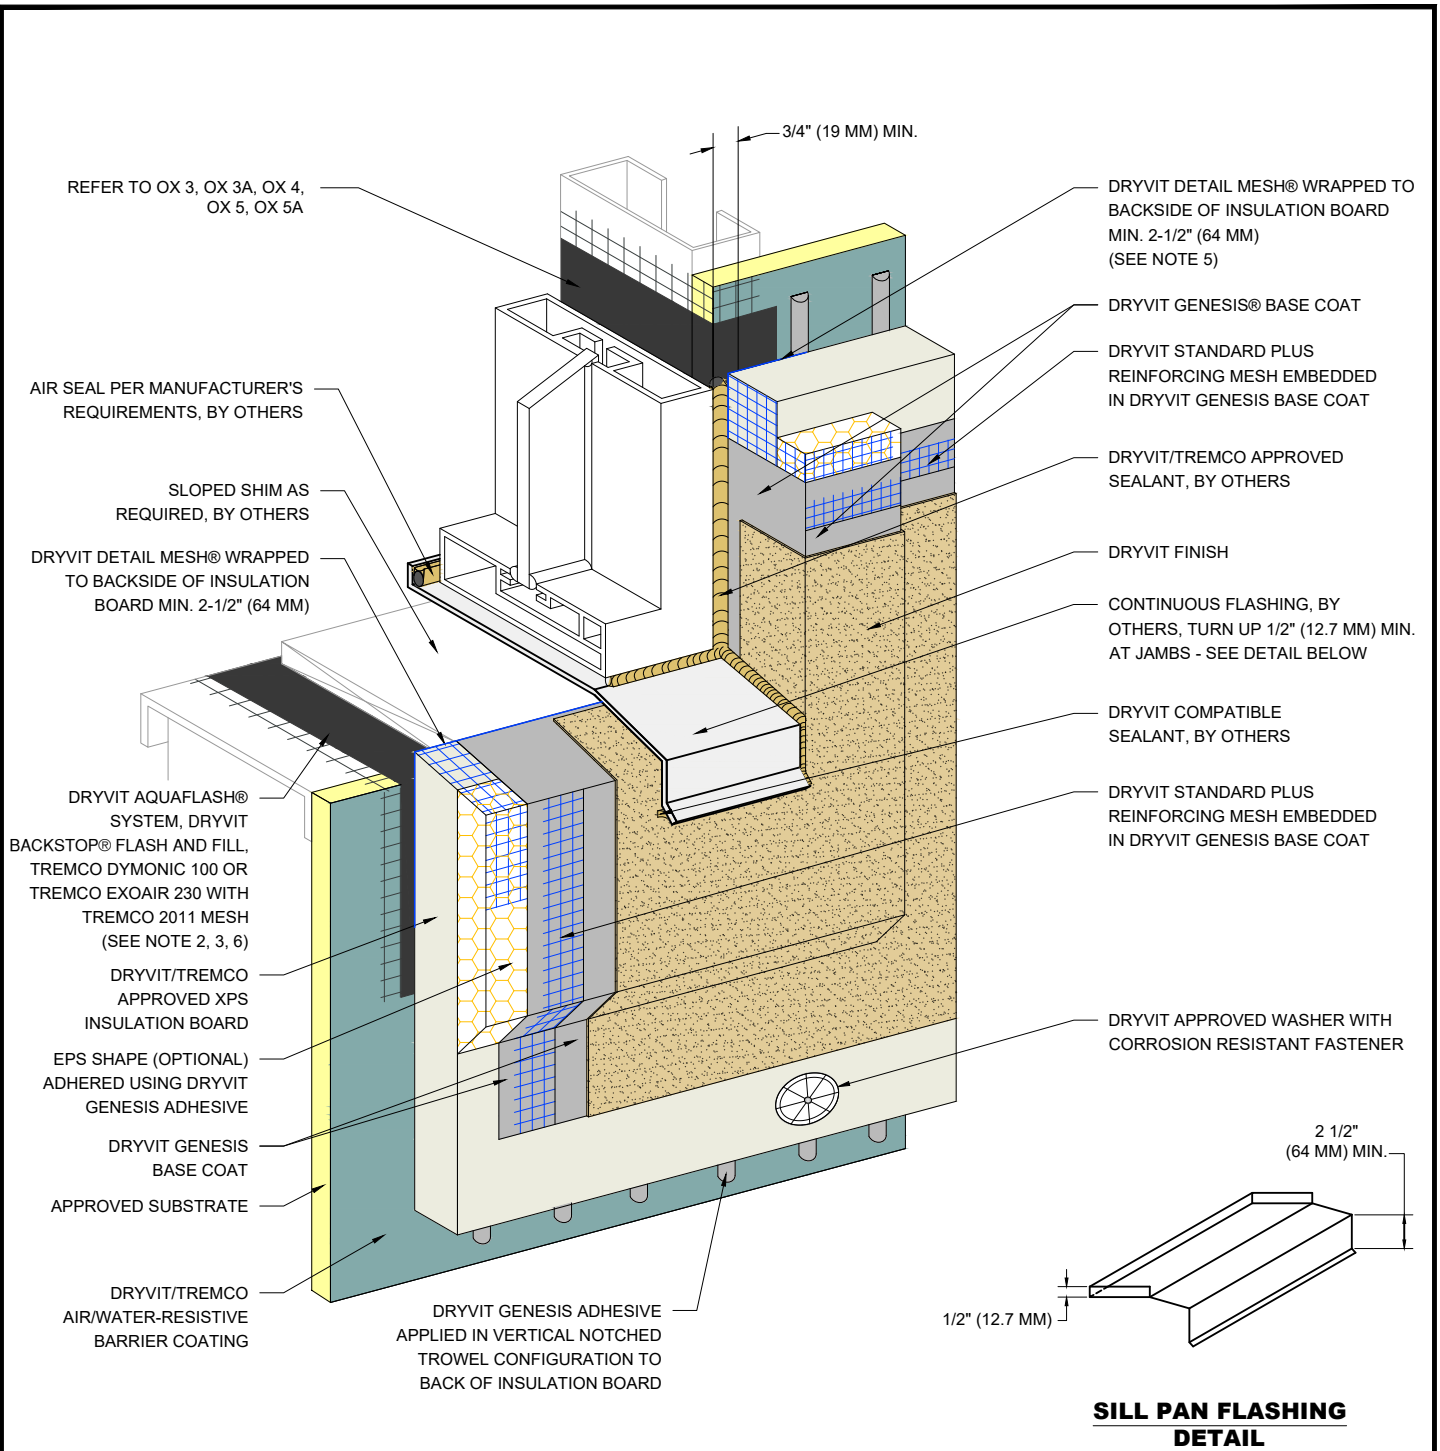 3/4" (19 MM) MIN.
REFER TO OX 3, OX 3A, OX 4,
OX 5, OX 5A
AIR SEAL PER MANUFACTURER'S
REQUIREMENTS, BY OTHERS
SLOPED SHIM AS
REQUIRED, BY OTHERS
DRYVIT DETAIL MESH® WRAPPED
TO BACKSIDE OF INSULATION
BOARD MIN. 2-1/2" (64 MM)
DRYVIT AQUAFLASH®
SYSTEM, DRYVIT
BACKSTOP® FLASH AND FILL,
TREMCO DYMONIC 100 OR
TREMCO EXOAIR 230 WITH
TREMCO 2011 MESH
(SEE NOTE 2, 3, 6)
DRYVIT/TREMCO
APPROVED XPS
INSULATION BOARD
EPS SHAPE (OPTIONAL)
ADHERED USING DRYVIT
GENESIS ADHESIVE
DRYVIT GENESIS
BASE COAT
APPROVED SUBSTRATE
DRYVIT/TREMCO
AIR/WATER-RESISTIVE
BARRIER COATING
DRYVIT GENESIS ADHESIVE
APPLIED IN VERTICAL NOTCHED
TROWEL CONFIGURATION TO
BACK OF INSULATION BOARD
DRYVIT DETAIL MESH® WRAPPED TO
BACKSIDE OF INSULATION BOARD
MIN. 2-1/2" (64 MM)
(SEE NOTE 5)
DRYVIT GENESIS® BASE COAT
DRYVIT STANDARD PLUS
REINFORCING MESH EMBEDDED
IN DRYVIT GENESIS BASE COAT
DRYVIT/TREMCO APPROVED
SEALANT, BY OTHERS
DRYVIT FINISH
CONTINUOUS FLASHING, BY
OTHERS, TURN UP 1/2" (12.7 MM) MIN.
AT JAMBS - SEE DETAIL BELOW
DRYVIT COMPATIBLE
SEALANT, BY OTHERS
DRYVIT STANDARD PLUS
REINFORCING MESH EMBEDDED
IN DRYVIT GENESIS BASE COAT
DRYVIT APPROVED WASHER WITH
CORROSION RESISTANT FASTENER
2 1/2"
(64 MM) MIN.
1/2" (12.7 MM)
SILL PAN FLASHING
DETAIL